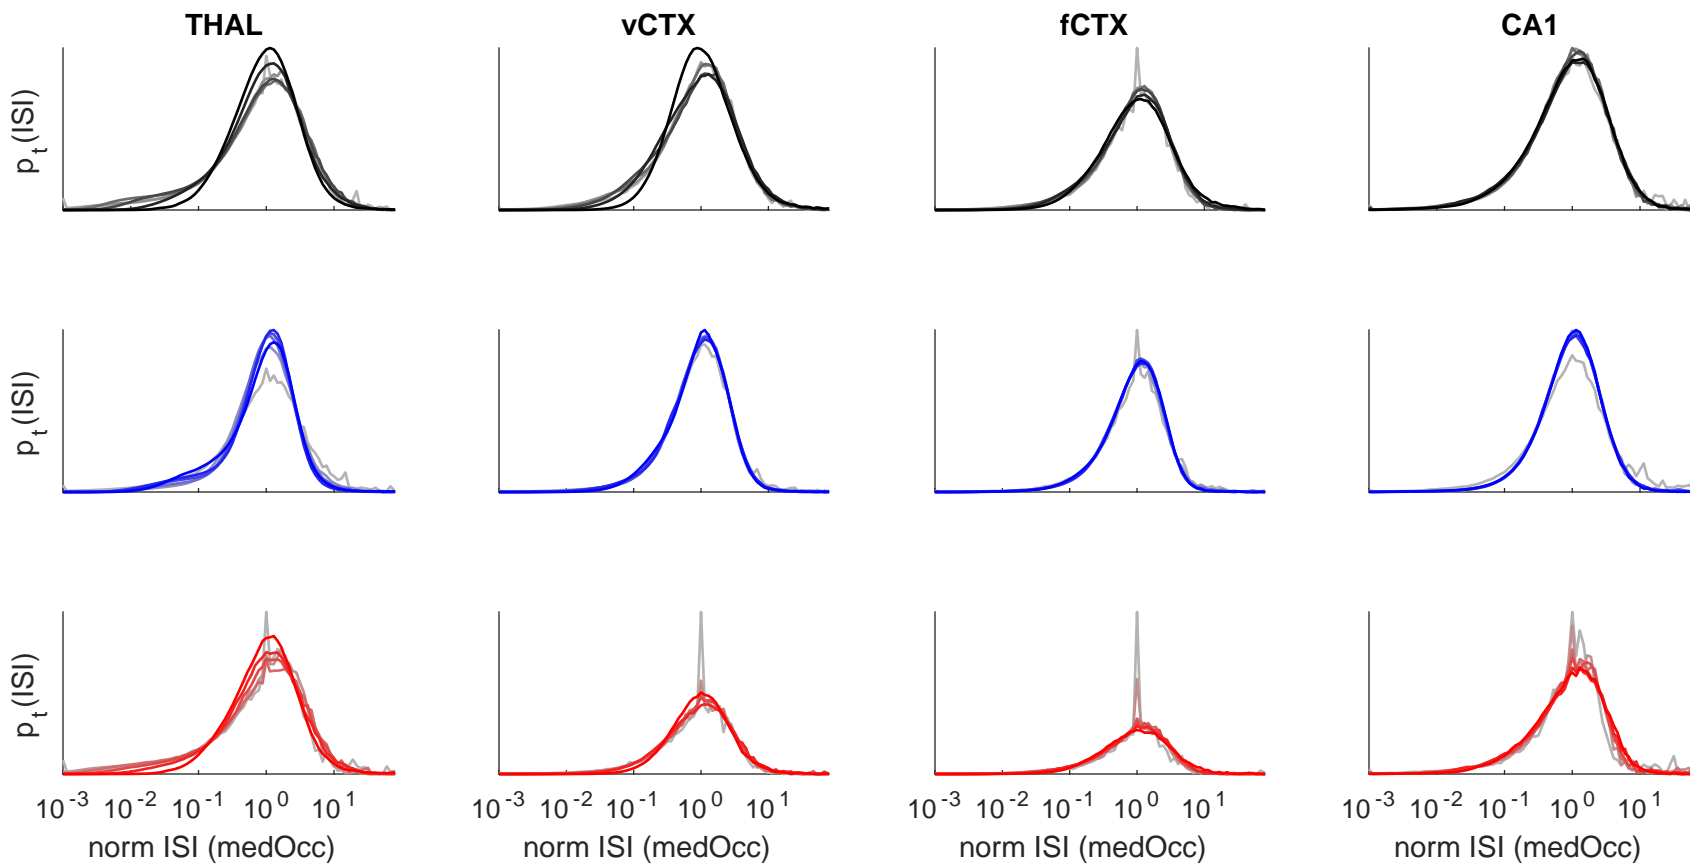 THAL vCTX fCTX CA1
p_t(ISI)
p_t(ISI)
p_t(ISI)
10^-3 10^-2 10^-1 10^0 10^1 10^-3 10^-2 10^-1 10^0 10^1 10^-3 10^-2 10^-1 10^0 10^1 10^-3 10^-2 10^-1 10^0 10^1
norm ISI (medOcc) norm ISI (medOcc) norm ISI (medOcc) norm ISI (medOcc)